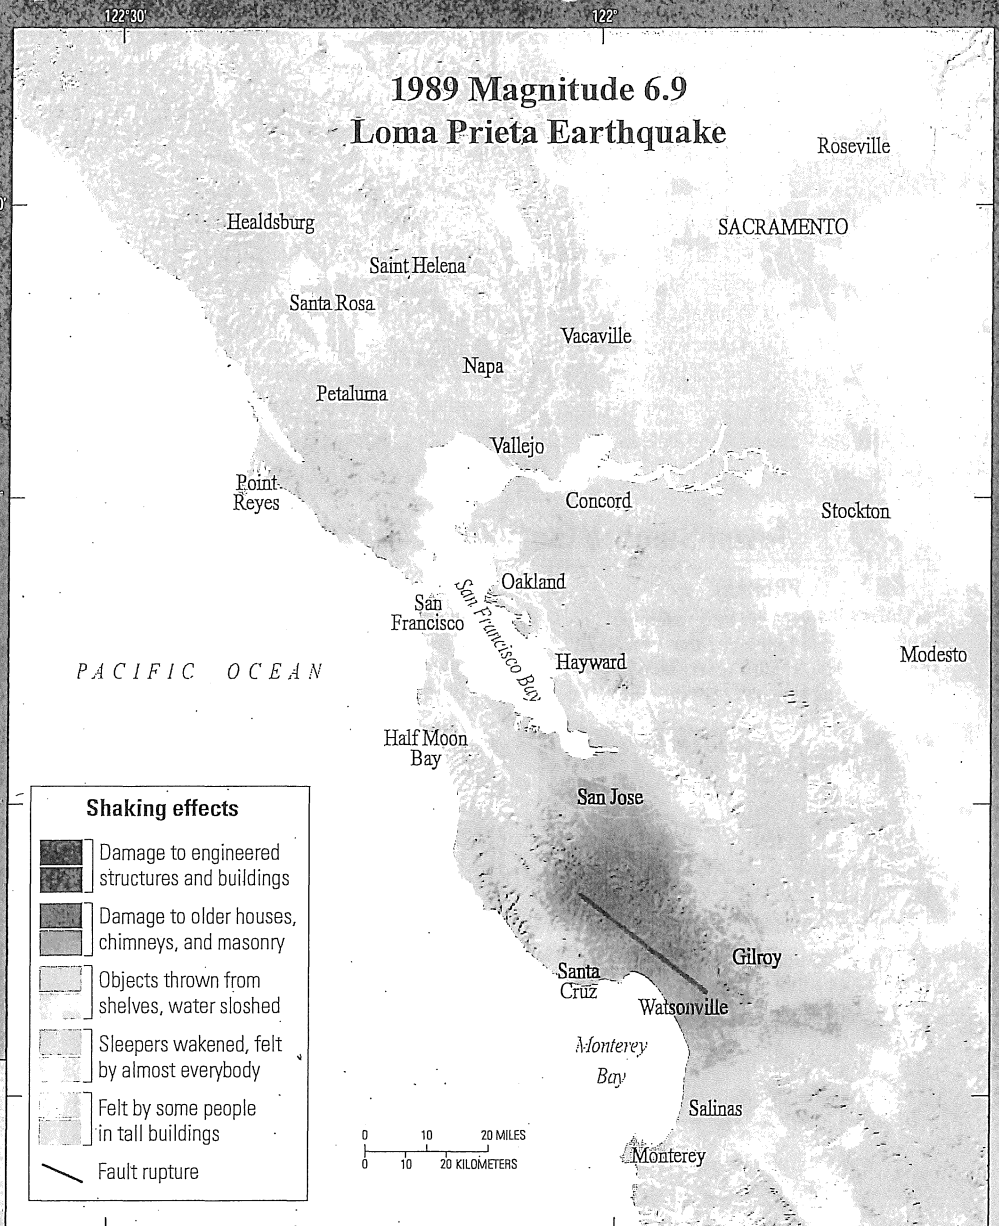 122°30'
122°
1989 Magnitude 6.9
Loma Prieta Earthquake
Roseville
Healdsburg
SACRAMENTO
Saint Helena
Santa Rosa
Vacaville
Napa
Petaluma
Vallejo
Point
Reyes
Concord
Stockton
Oakland
San
Francisco
San Francisco Bay
Hayward
Modesto
PACIFIC OCEAN
Half Moon
Bay
San Jose
Gilroy
Santa
Cruz
Watsonville
Monterey
Bay
Salinas
Monterey
Shaking effects
Damage to engineered
structures and buildings
Damage to older houses,
chimneys, and masonry
Objects thrown from
shelves, water sloshed
Sleepers wakened, felt
by almost everybody
Felt by some people
in tall buildings
Fault rupture
0 10 20 MILES
0 10 20 KILOMETERS